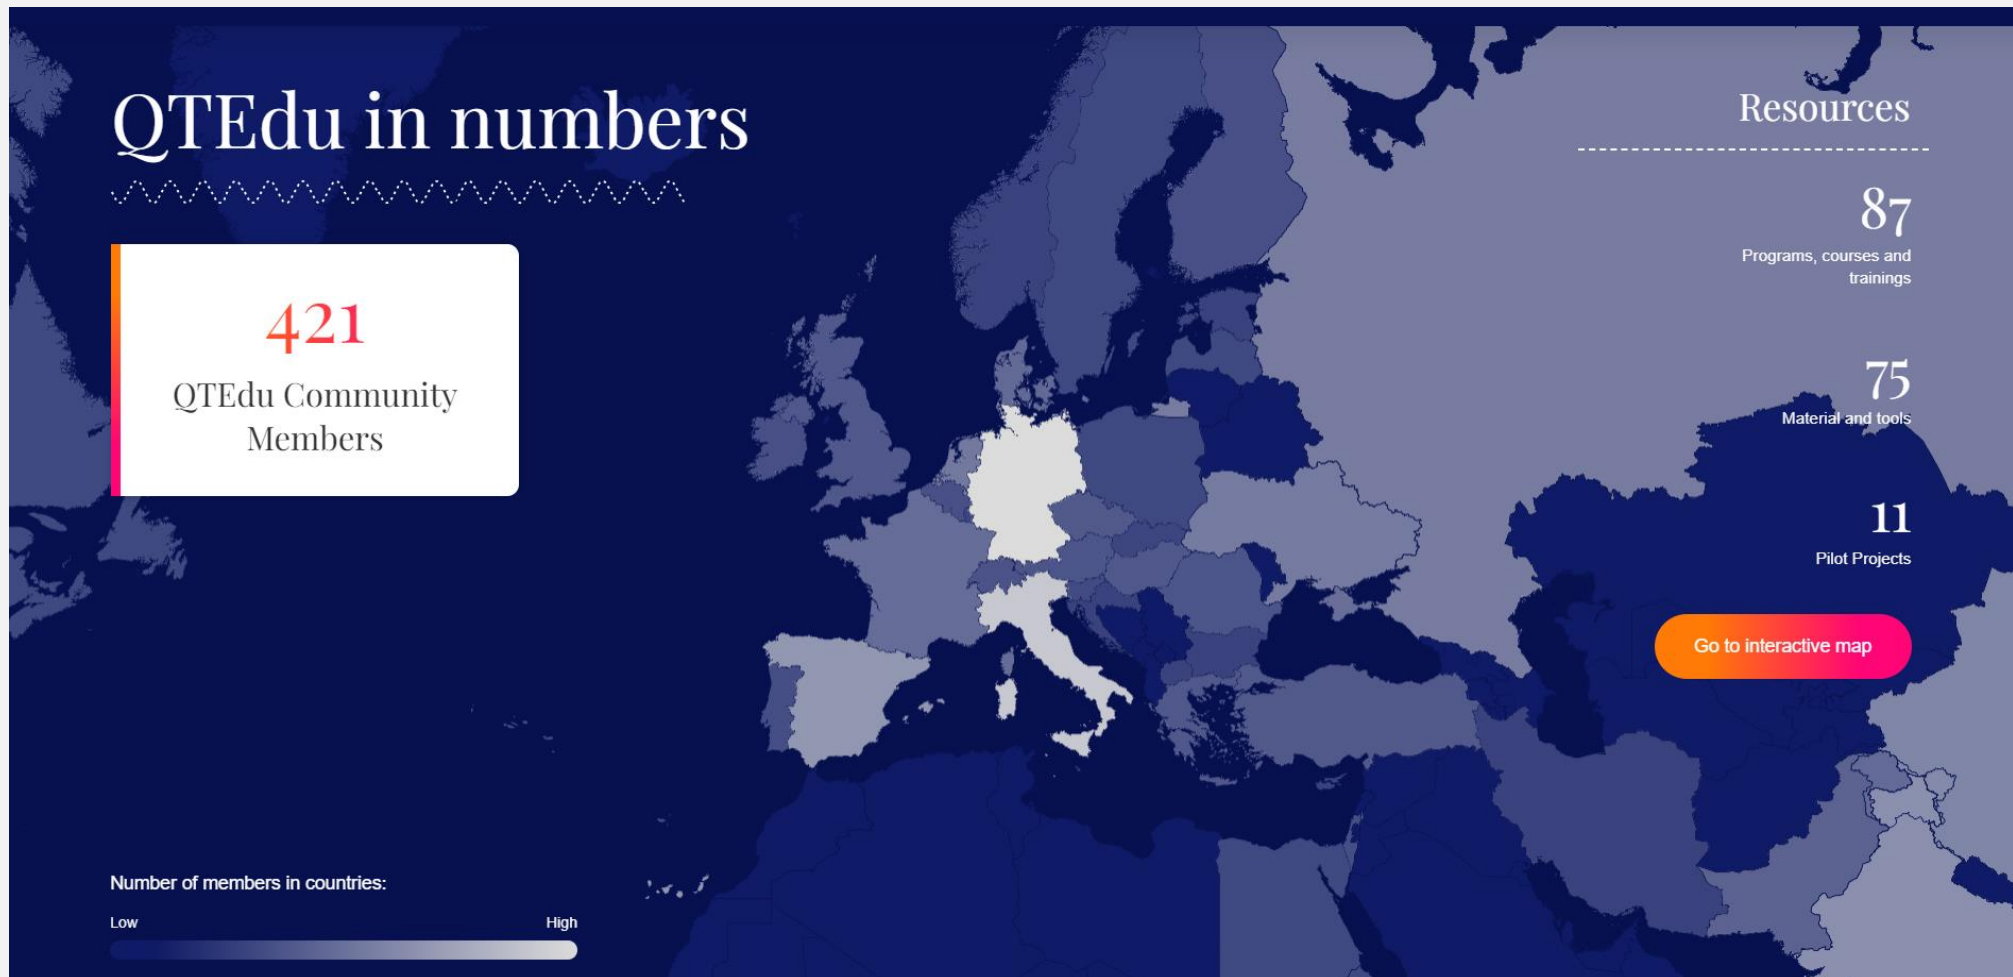 QTEdu in numbers
421
QTEdu Community
Members
Number of members in countries:
Low
High
Resources
87
Programs, courses and
trainings
75
Material and tools
11
Pilot Projects
Go to interactive map